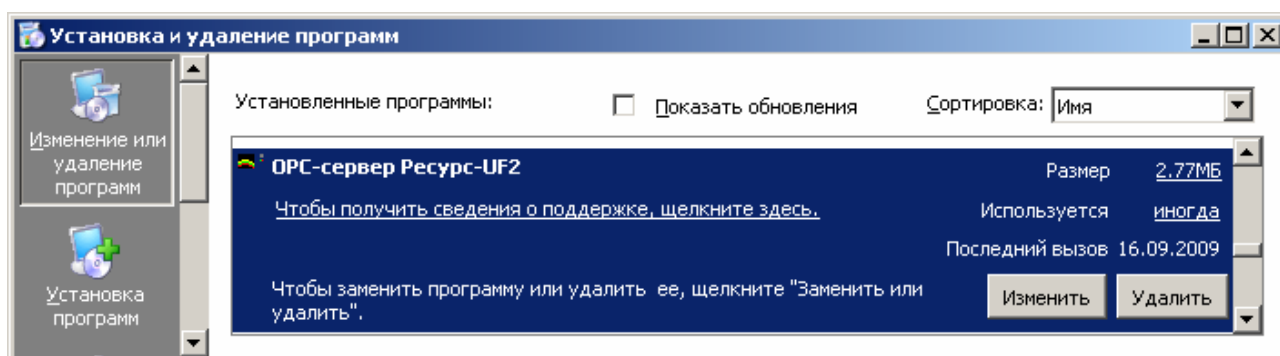 Установка и удаление программ
Изменение или
удаление
программ
Установка
программ
Установленные программы:
Показать обновления
Сортировка: Имя
OPC-сервер Ресурс-UF2
Размер 2.77МБ
Чтобы получить сведения о поддержке, щелкните здесь.
Используется иногда
Последний вызов 16.09.2009
Чтобы заменить программу или удалить ее, щелкните "Заменить или
удалить".
Изменить
Удалить